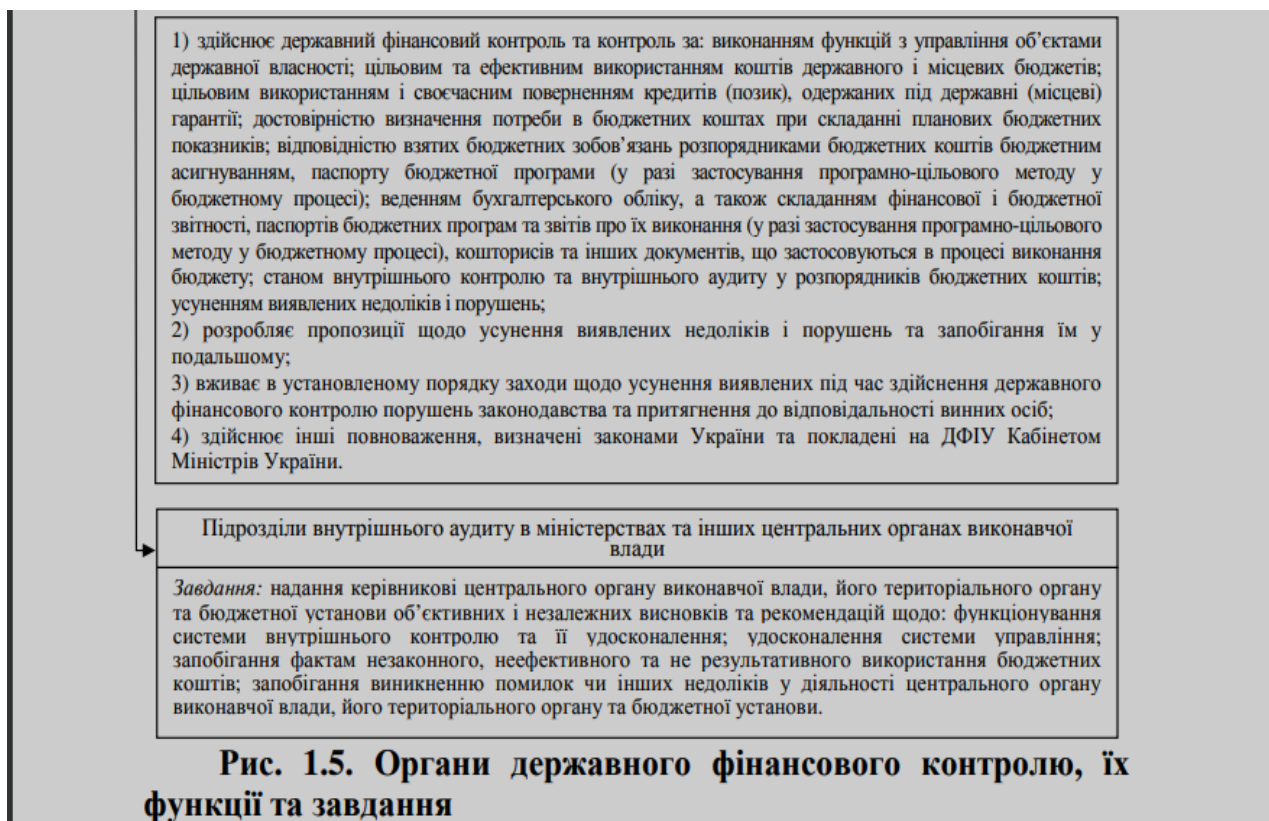 1) здійснює державний фінансовий контроль та контроль за: виконанням функцій з управління об’єктами
державної власності; цільовим та ефективним використанням коштів державного і місцевих бюджетів;
цільовим використанням і своєчасним поверненням кредитів (позик), одержаних під державні (місцеві)
гарантії; достовірністю визначення потреби в бюджетних коштах при складанні планових бюджетних
показників; відповідністю взятих бюджетних зобов’язань розпорядниками бюджетних коштів бюджетним
асигнуванням, паспорту бюджетної програми (у разі застосування програмно-цільового методу у
бюджетному процесі); веденням бухгалтерського обліку, а також складанням фінансової і бюджетної
звітності, паспортів бюджетних програм та звітів про їх виконання (у разі застосування програмно-цільового
методу у бюджетному процесі), кошторисів та інших документів, що застосовуються в процесі виконання
бюджету; станом внутрішнього контролю та внутрішнього аудиту у розпорядників бюджетних коштів;
усуненням виявлених недоліків і порушень;
2) розробляє пропозиції щодо усунення виявлених недоліків і порушень та запобігання їм у
подальшому;
3) вживає в установленому порядку заходи щодо усунення виявлених під час здійснення державного
фінансового контролю порушень законодавства та притягнення до відповідальності винних осіб;
4) здійснює інші повноваження, визначені законами України та покладені на ДФІУ Кабінетом
Міністрів України.
Підрозділи внутрішнього аудиту в міністерствах та інших центральних органах виконавчої
влади
Завдання: надання керівникові центрального органу виконавчої влади, його територіального органу
та бюджетної установи об’єктивних і незалежних висновків та рекомендацій щодо: функціонування
системи внутрішнього контролю та її удосконалення; удосконалення системи управління;
запобігання фактам незаконного, неефективного та не результативного використання бюджетних
коштів; запобігання виникненню помилок чи інших недоліків у діяльності центрального органу
виконавчої влади, його територіального органу та бюджетної установи.
Рис. 1.5. Органи державного фінансового контролю, їх
функції та завдання